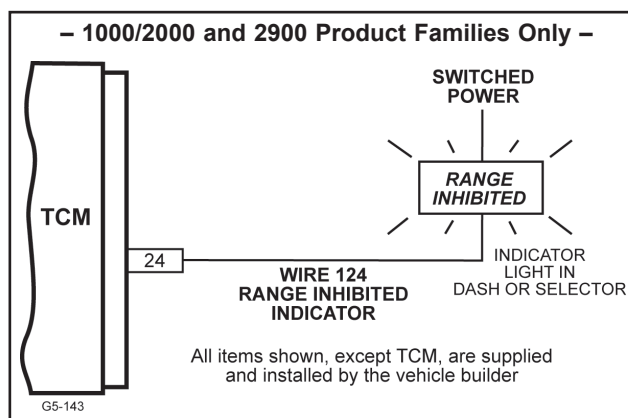 – 1000/2000 and 2900 Product Families Only –
SWITCHED
POWER
RANGE
INHIBITED
TCM
24
WIRE 124
RANGE INHIBITED
INDICATOR
INDICATOR
LIGHT IN
DASH OR SELECTOR
All items shown, except TCM, are supplied
and installed by the vehicle builder
G5-143